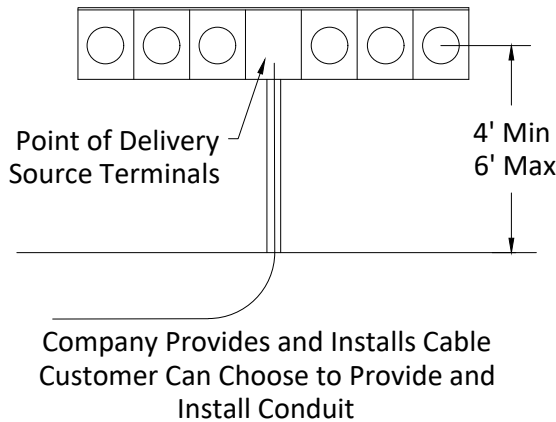 Point of Delivery
Source Terminals
4' Min
6' Max
Company Provides and Installs Cable
Customer Can Choose to Provide and
Install Conduit